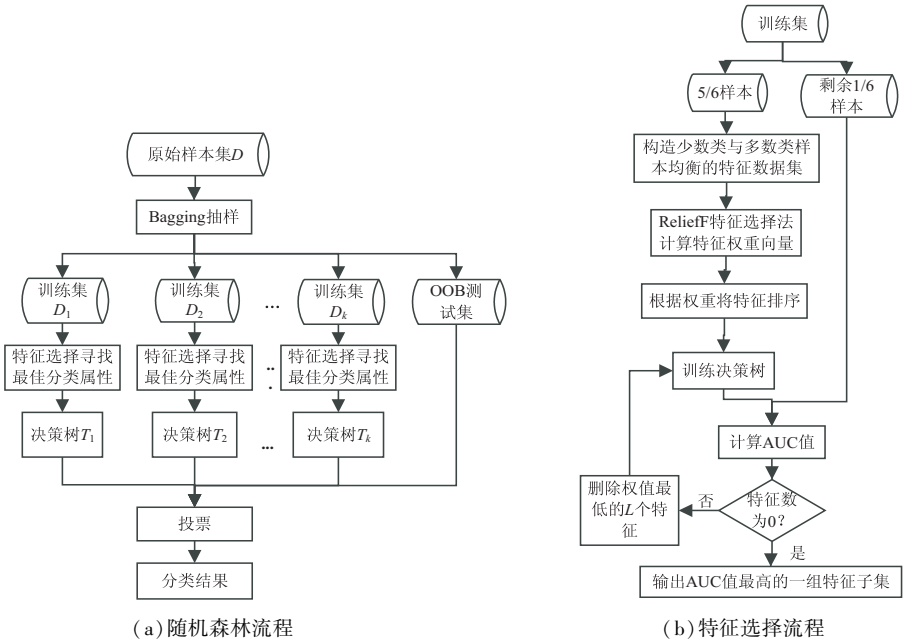 原始样本集D
Bagging抽样
训练集
D1
训练集
D2
...
训练集
Dk
OOB测
试集
特征选择寻找
最佳分类属性
特征选择寻找
最佳分类属性
...
特征选择寻找
最佳分类属性
决策树T1
决策树T2
...
决策树Tk
投票
分类结果
(a)随机森林流程
训练集
5/6样本
剩余1/6
样本
构造少数类与多数类样
本均衡的特征数据集
ReliefF特征选择法
计算特征权重向量
根据权重将特征排序
训练决策树
计算AUC值
删除权值最
低的L个特
征
否
特征数
为0?
是
输出AUC值最高的一组特征子集
(b)特征选择流程